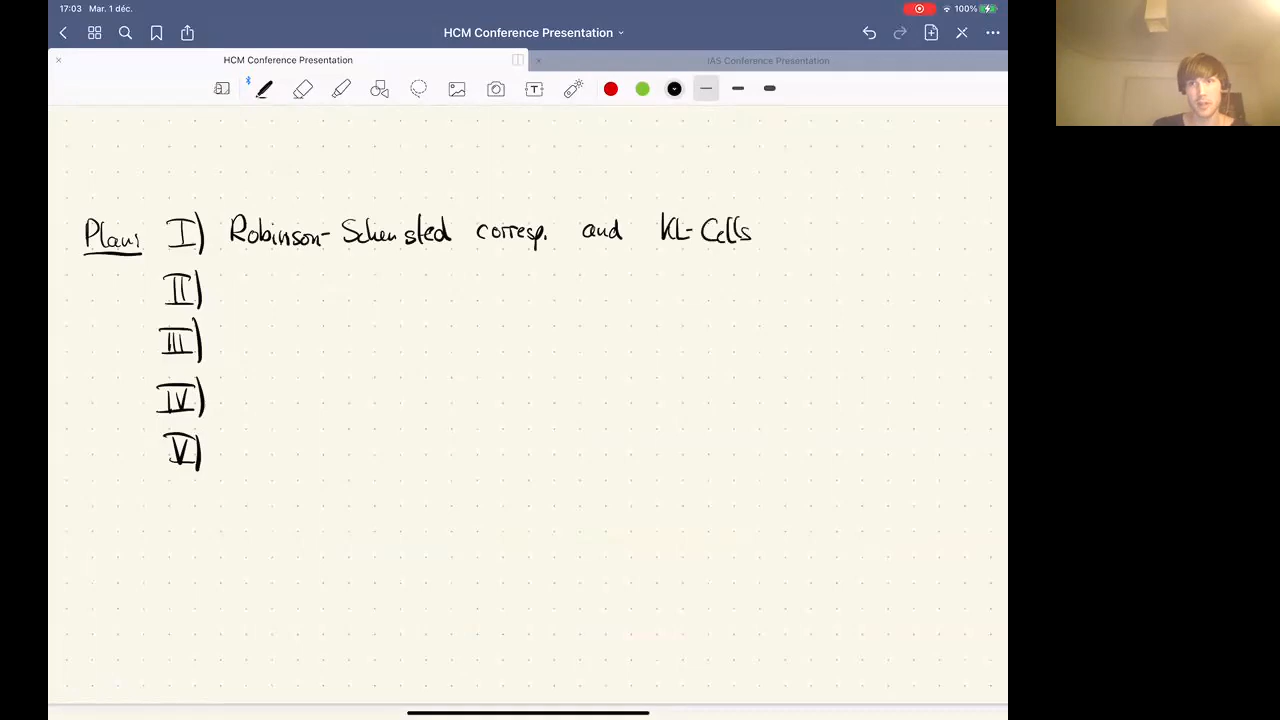 17:03 Mar. 1 déc. 100%
HCM Conference Presentation
HCM Conference Presentation IAS Conference Presentation
T
Plan: I) Robinson-Schensted corresp. and KL-Cells
II)
III)
IV)
V)